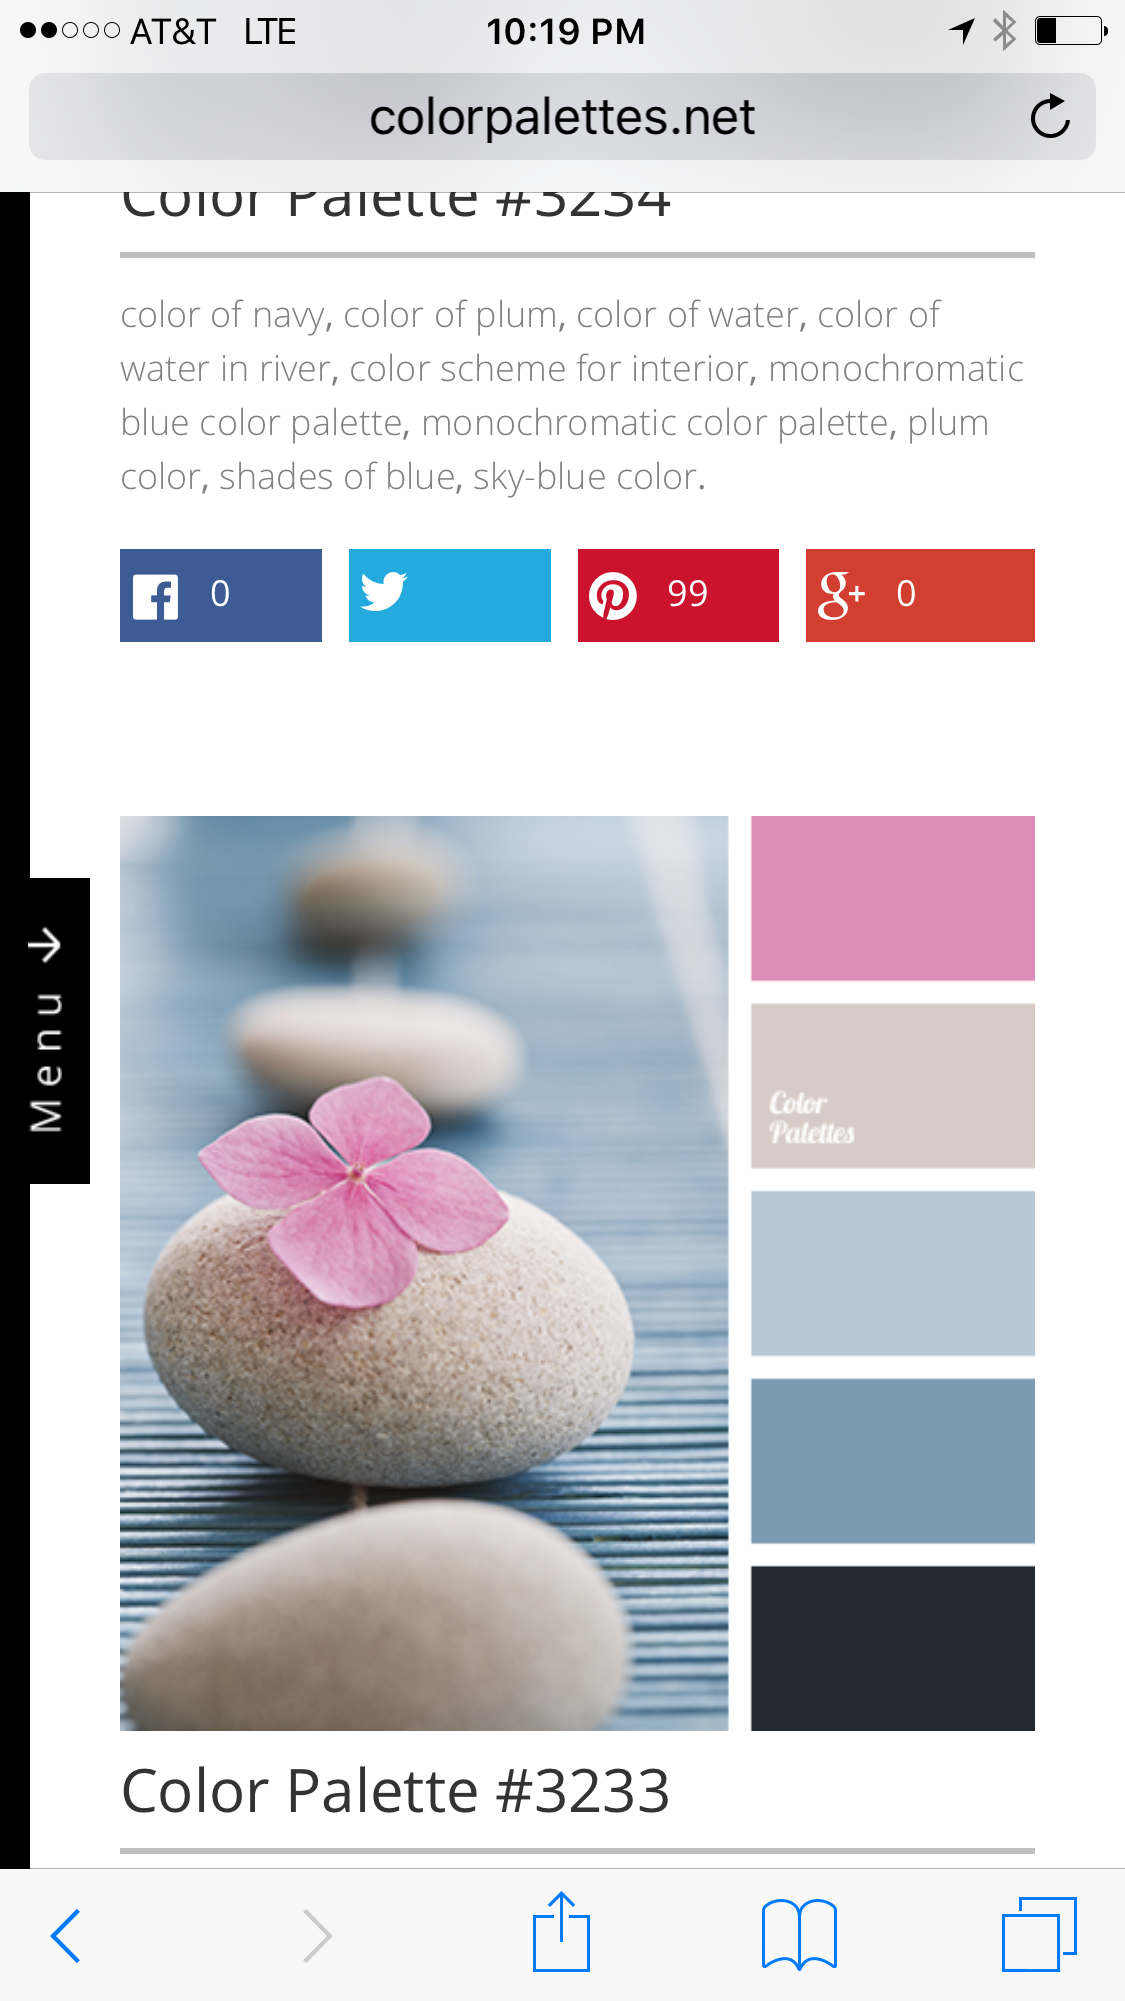 AT&T LTE 10:19 PM
colorpalettes.net
Color Palette #3234
color of navy, color of plum, color of water, color of
water in river, color scheme for interior, monochromatic
blue color palette, monochromatic color palette, plum
color, shades of blue, sky-blue color.
0 99 g+ 0
Menu →
Color
Palettes
Color Palette #3233